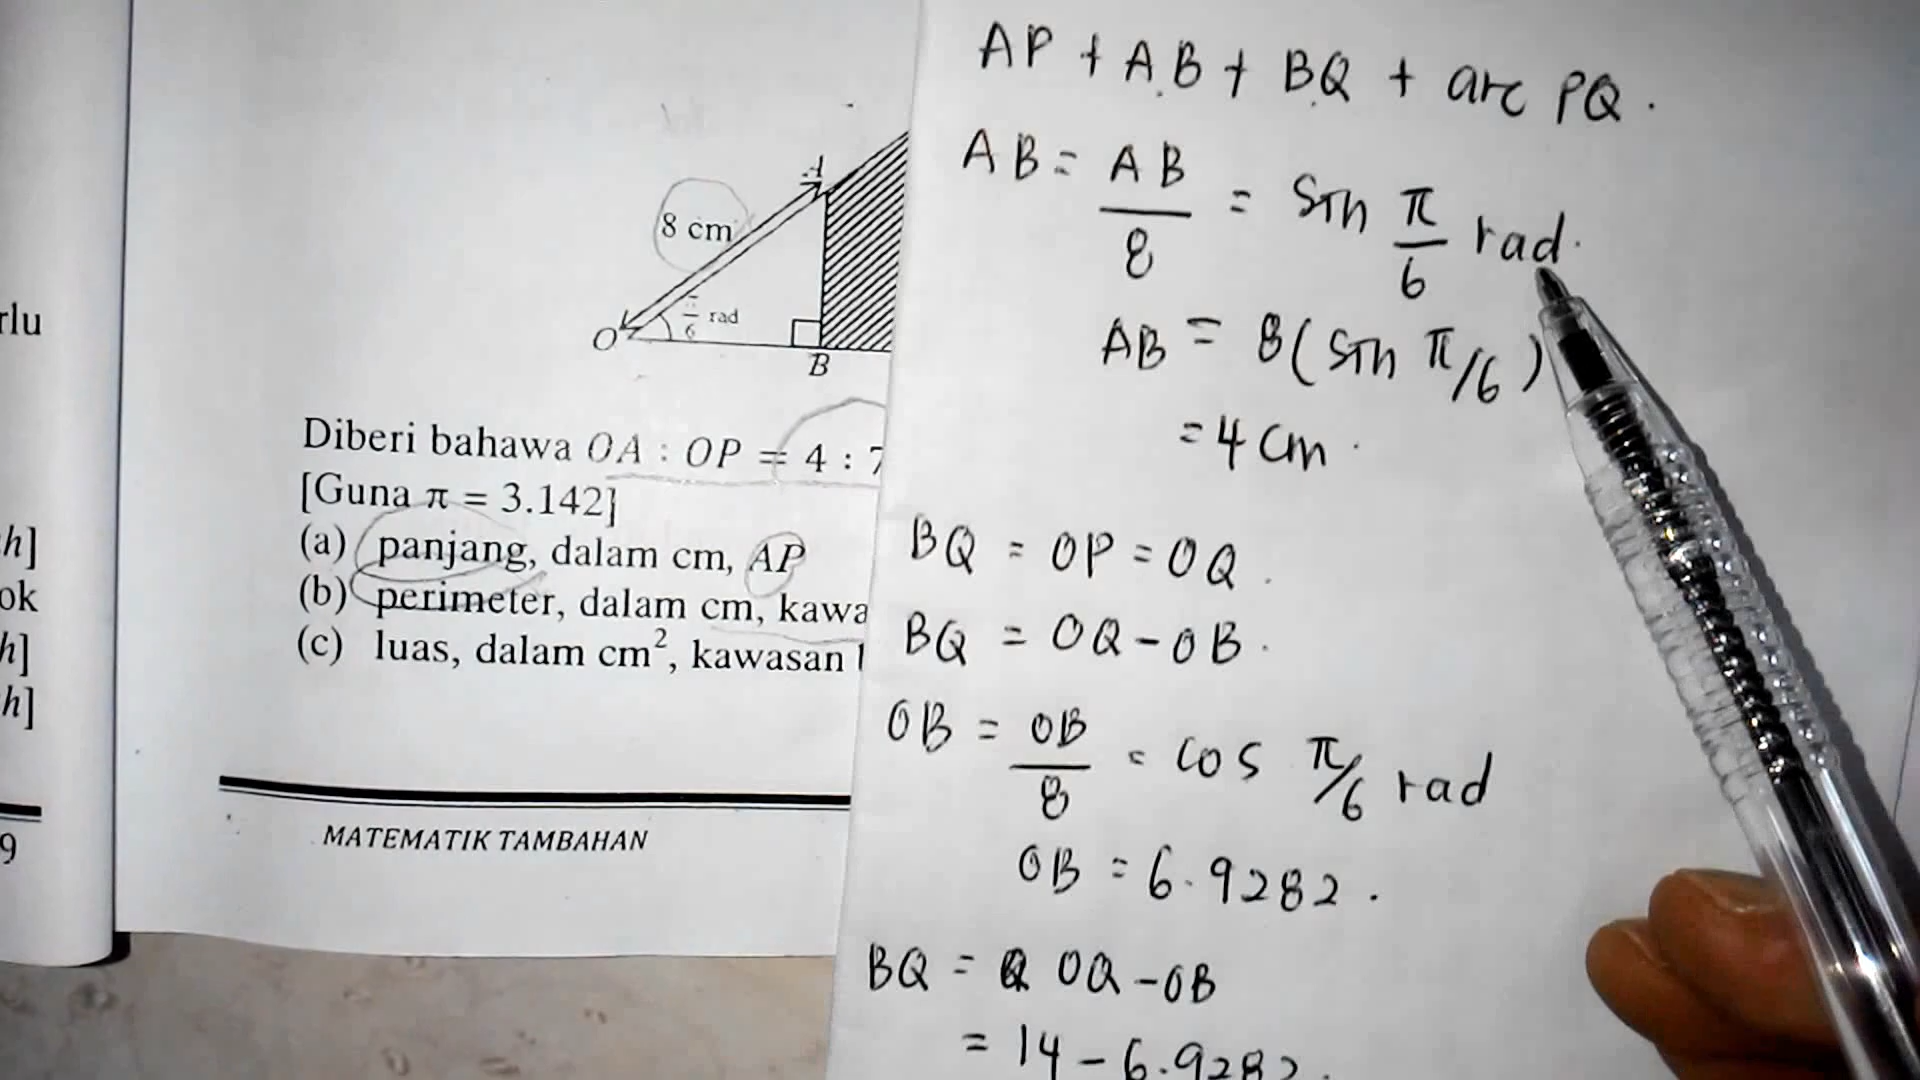 rlu
h]
ok
h]
h]
9
A
8 cm
π/6 rad
O
B
Diberi bahawa OA : OP = 4 : 7
[Guna π = 3.142]
(a) panjang, dalam cm, AP
(b) perimeter, dalam cm, kawa
(c) luas, dalam cm², kawasan
MATEMATIK TAMBAHAN
AP + AB + BQ + arc PQ.
AB = AB/8 = sin π/6 rad.
AB = 8(sin π/6)
= 4 cm.
BQ = OP = OQ.
BQ = OQ - OB.
OB = OB/8 = cos π/6 rad
OB = 6.9282.
BQ = OQ - OB
= 14 - 6.9282.